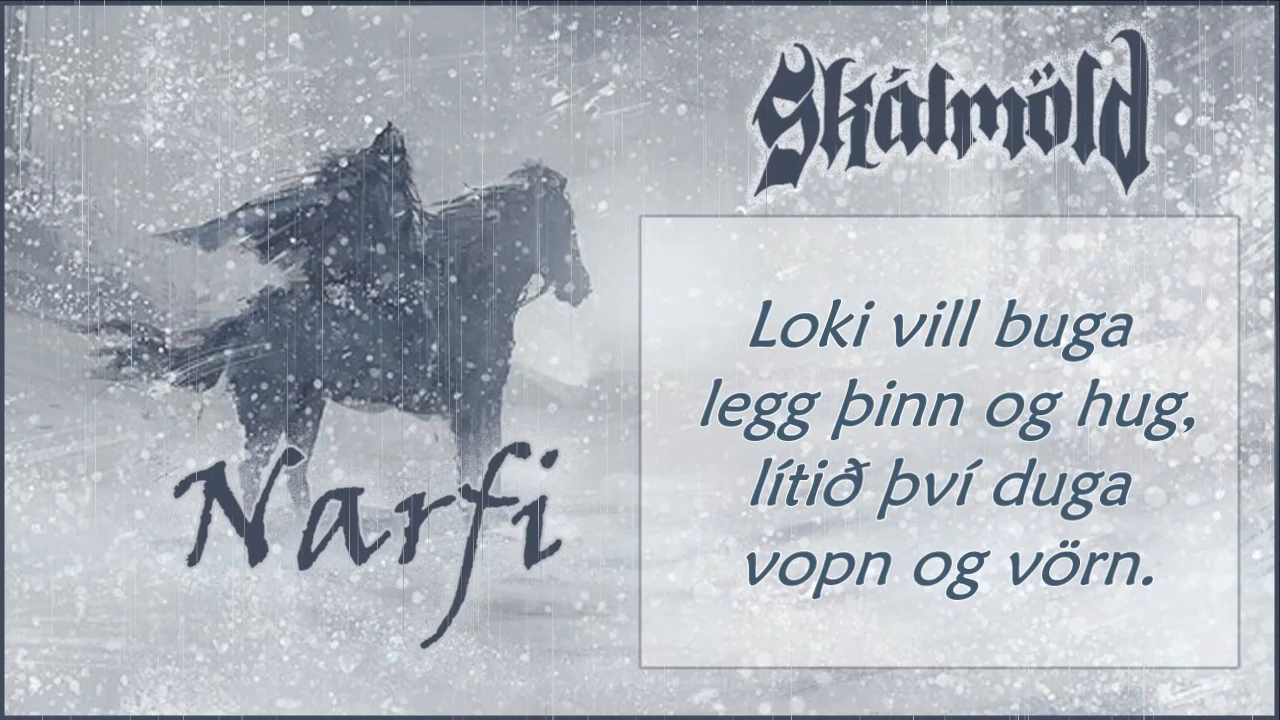 Skálmöld
Narfi
Loki vill buga
legg þinn og hug,
lítið því duga
vopn og vörn.